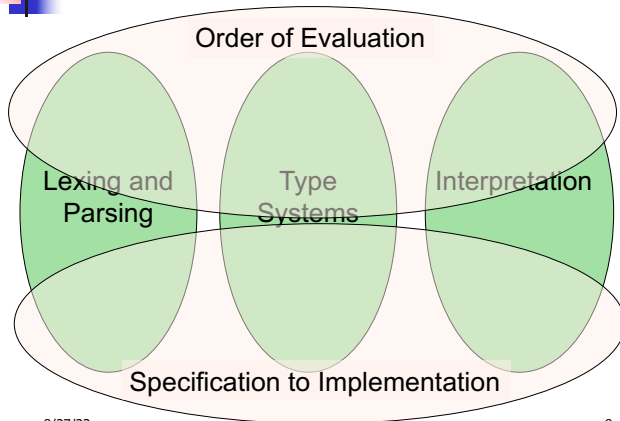 Order of Evaluation
Lexing and
Parsing
Type
Systems
Interpretation
Specification to Implementation